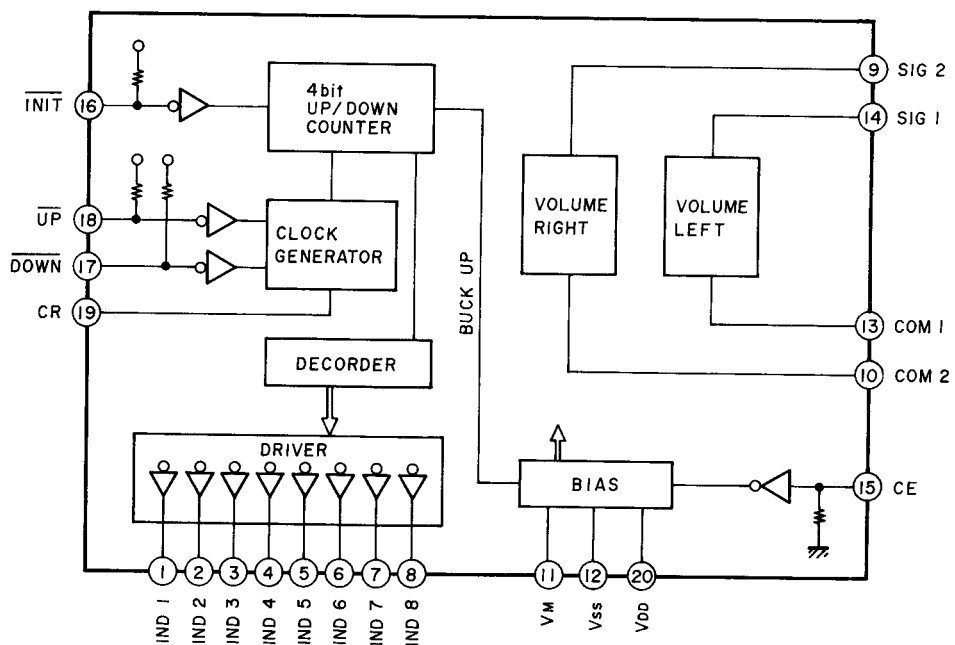 9 SIG 2
14 SIG 1
INIT 16
4bit
UP/DOWN
COUNTER
UP 18
DOWN 17
CR 19
CLOCK
GENERATOR
VOLUME
RIGHT
VOLUME
LEFT
BUCK UP
13 COM 1
10 COM 2
DECORDER
DRIVER
BIAS
15 CE
1 2 3 4 5 6 7 8
11 12 20
IND 1
IND 2
IND 3
IND 4
IND 5
IND 6
IND 7
IND 8
VM
VSS
VDD